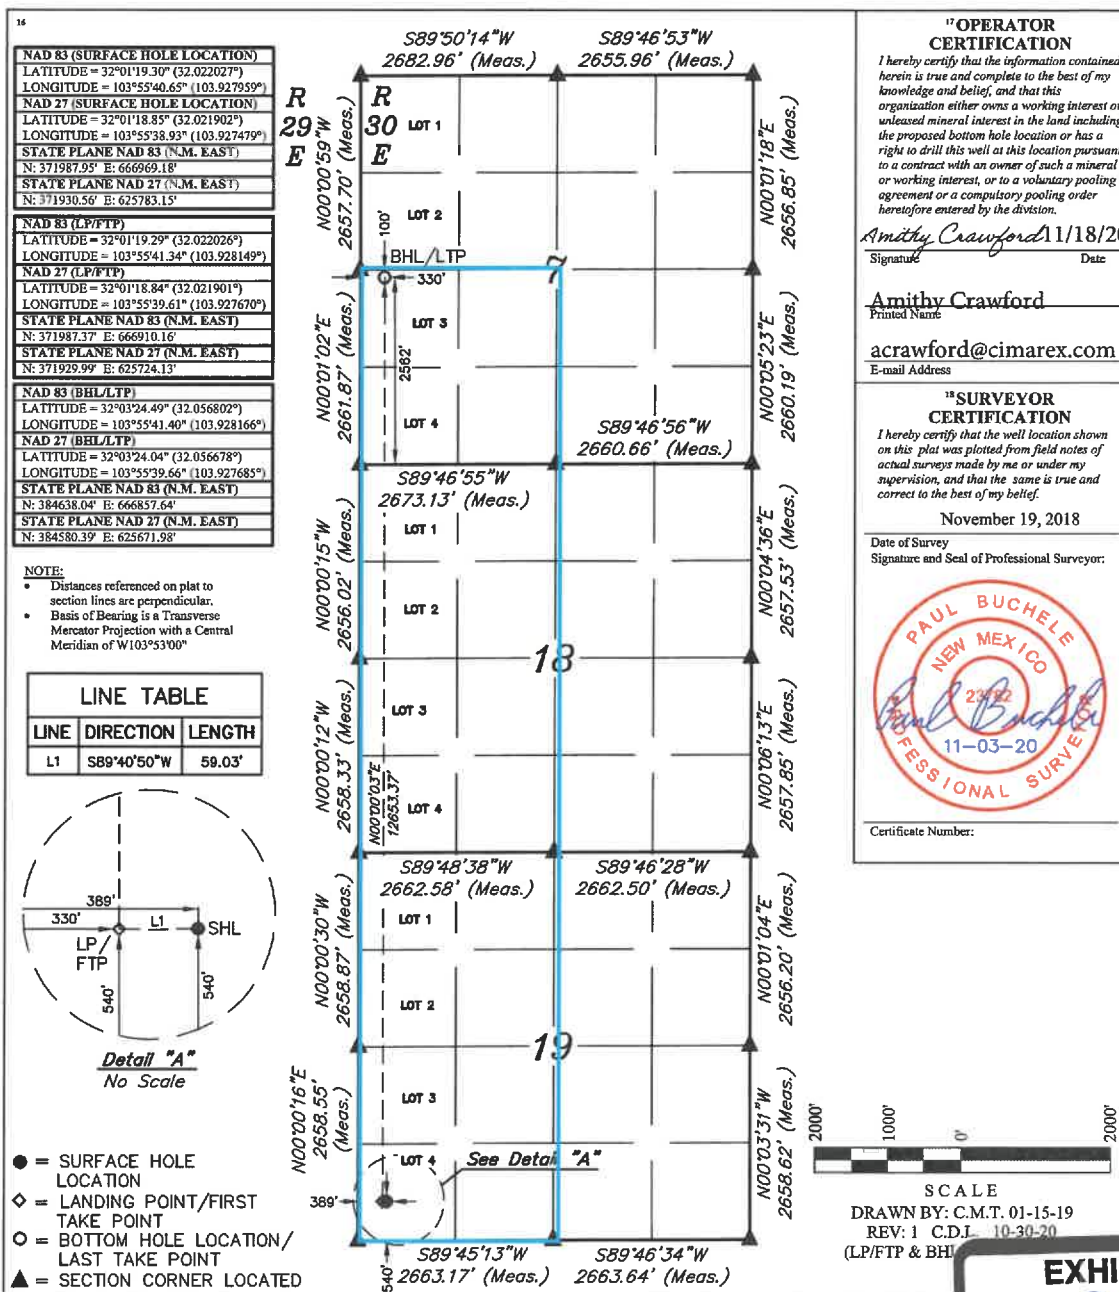 16
NAD 83 (SURFACE HOLE LOCATION)
LATITUDE = 32°01'19.30" (32.022027°)
LONGITUDE = 103°55'40.65" (103.927959°)
NAD 27 (SURFACE HOLE LOCATION)
LATITUDE = 32°01'18.85" (32.021902°)
LONGITUDE = 103°55'38.93" (103.927479°)
STATE PLANE NAD 83 (N.M. EAST)
N: 371987.95' E: 666969.18'
STATE PLANE NAD 27 (N.M. EAST)
N: 371930.56' E: 625783.15'
NAD 83 (LP/FTP)
LATITUDE = 32°01'19.29" (32.022026°)
LONGITUDE = 103°55'41.34" (103.928149°)
NAD 27 (LP/FTP)
LATITUDE = 32°01'18.84" (32.021901°)
LONGITUDE = 103°55'39.61" (103.927670°)
STATE PLANE NAD 83 (N.M. EAST)
N: 371987.37' E: 666910.16'
STATE PLANE NAD 27 (N.M. EAST)
N: 371929.99' E: 625724.13'
NAD 83 (BHL/LTP)
LATITUDE = 32°03'24.49" (32.056802°)
LONGITUDE = 103°55'41.40" (103.928166°)
NAD 27 (BHL/LTP)
LATITUDE = 32°03'24.04" (32.056678°)
LONGITUDE = 103°55'39.66" (103.927685°)
STATE PLANE NAD 83 (N.M. EAST)
N: 384638.04' E: 666857.64'
STATE PLANE NAD 27 (N.M. EAST)
N: 384580.39' E: 625671.98'
NOTE:
• Distances referenced on plat to
section lines are perpendicular.
• Basis of Bearing is a Transverse
Mercator Projection with a Central
Meridian of W103°53'00"
LINE TABLE
LINE DIRECTION LENGTH
L1 S89°40'50"W 59.03'
389'
330' L1 SHL
LP/
FTP
540'
540'
Detail "A"
No Scale
● = SURFACE HOLE
LOCATION
◇ = LANDING POINT/FIRST
TAKE POINT
○ = BOTTOM HOLE LOCATION/
LAST TAKE POINT
▲ = SECTION CORNER LOCATED
S89°50'14"W
2682.96' (Meas.)
S89°46'53"W
2655.96' (Meas.)
R
29
E
R
30
E
N00°00'59"W
2657.70' (Meas.)
LOT 1
LOT 2
N00°01'18"E
2656.85' (Meas.)
100'
BHL/LTP
330'
7
N00°01'02"E
2661.87' (Meas.)
LOT 3
2562'
LOT 4
N00°05'23"E
2660.19' (Meas.)
S89°46'56"W
2660.66' (Meas.)
S89°46'55"W
2673.13' (Meas.)
N00°00'15"W
2656.02' (Meas.)
LOT 1
LOT 2
N00°04'36"E
2657.53' (Meas.)
18
N00°00'12"W
2658.33' (Meas.)
LOT 3
N00°00'03"E
12653.37'
LOT 4
N00°06'13"E
2657.85' (Meas.)
S89°48'38"W
2662.58' (Meas.)
S89°46'28"W
2662.50' (Meas.)
N00°00'30"W
2658.87' (Meas.)
LOT 1
LOT 2
N00°01'04"E
2656.20' (Meas.)
19
N00°00'16"E
2658.55'
(Meas.)
LOT 3
LOT 4
See Detail "A"
389'
N00°03'31"W
2658.62' (Meas.)
540'
S89°45'13"W
2663.17' (Meas.)
S89°46'34"W
2663.64' (Meas.)
17 OPERATOR
CERTIFICATION
I hereby certify that the information contained
herein is true and complete to the best of my
knowledge and belief, and that this
organization either owns a working interest or
unleased mineral interest in the land including
the proposed bottom hole location or has a
right to drill this well at this location pursuant
to a contract with an owner of such a mineral
or working interest, or to a voluntary pooling
agreement or a compulsory pooling order
heretofore entered by the division.
Amithy Crawford 11/18/20
Signature Date
Amithy Crawford
Printed Name
acrawford@cimarex.com
E-mail Address
18 SURVEYOR
CERTIFICATION
I hereby certify that the well location shown
on this plat was plotted from field notes of
actual surveys made by me or under my
supervision, and that the same is true and
correct to the best of my belief.
November 19, 2018
Date of Survey
Signature and Seal of Professional Surveyor:
PAUL BUCHELE
NEW MEXICO
23782
Paul Buchele
11-03-20
PROFESSIONAL SURVEYOR
Certificate Number:
2000' 1000' 0' 2000'
SCALE
DRAWN BY: C.M.T. 01-15-19
REV: 1 C.D.L. 10-30-20
(LP/FTP & BHL
EXHI